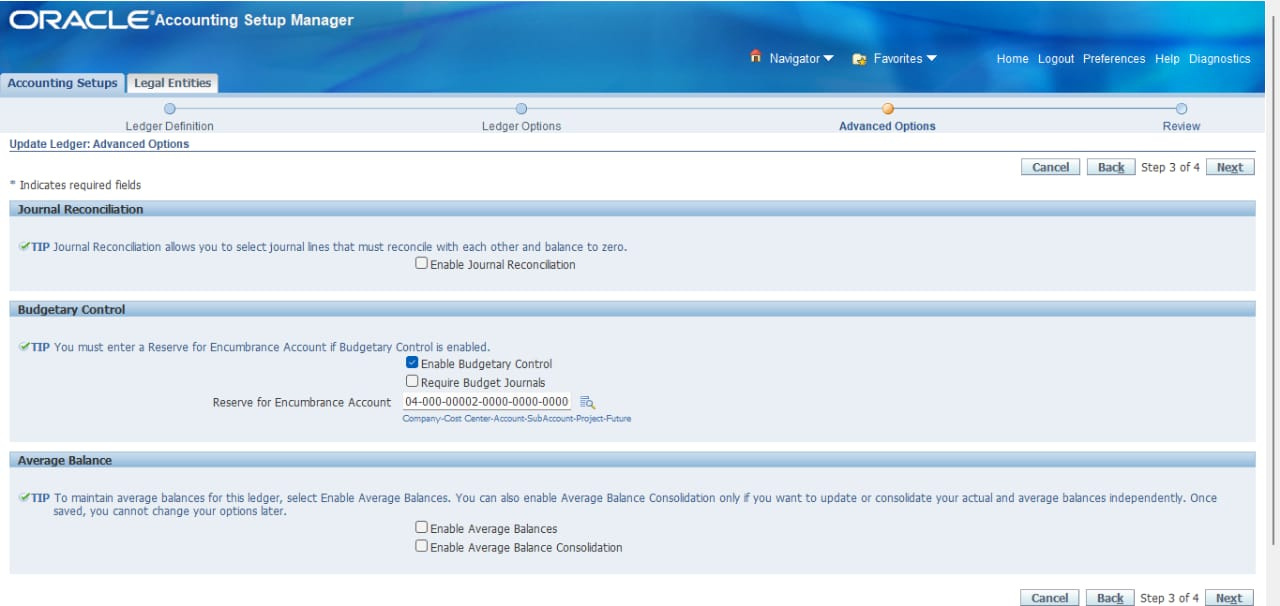 ORACLE Accounting Setup Manager
Navigator Favorites Home Logout Preferences Help Diagnostics
Accounting Setups Legal Entities
Ledger Definition Ledger Options Advanced Options Review
Update Ledger: Advanced Options
Cancel Back Step 3 of 4 Next
* Indicates required fields
Journal Reconciliation
TIP Journal Reconciliation allows you to select journal lines that must reconcile with each other and balance to zero.
Enable Journal Reconciliation
Budgetary Control
TIP You must enter a Reserve for Encumbrance Account if Budgetary Control is enabled.
Enable Budgetary Control
Require Budget Journals
Reserve for Encumbrance Account 04-000-00002-0000-0000-0000
Company-Cost Center-Account-SubAccount-Project-Future
Average Balance
TIP To maintain average balances for this ledger, select Enable Average Balances. You can also enable Average Balance Consolidation only if you want to update or consolidate your actual and average balances independently. Once
saved, you cannot change your options later.
Enable Average Balances
Enable Average Balance Consolidation
Cancel Back Step 3 of 4 Next